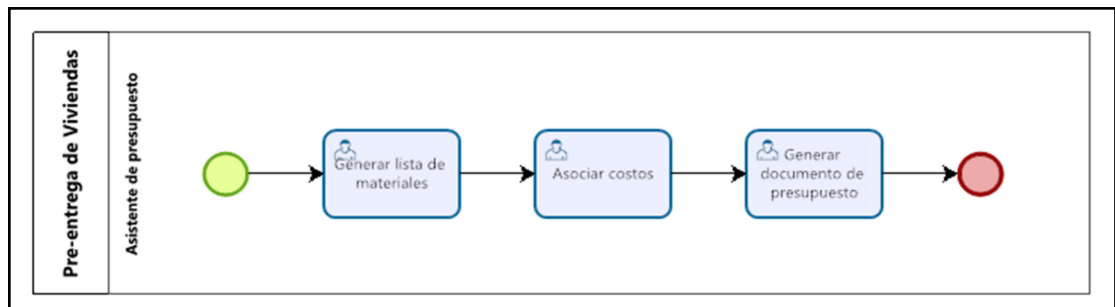 Pre-entrega de Viviendas
Asistente de presupuesto
Generar lista de
materiales
Asociar costos
Generar
documento de
presupuesto